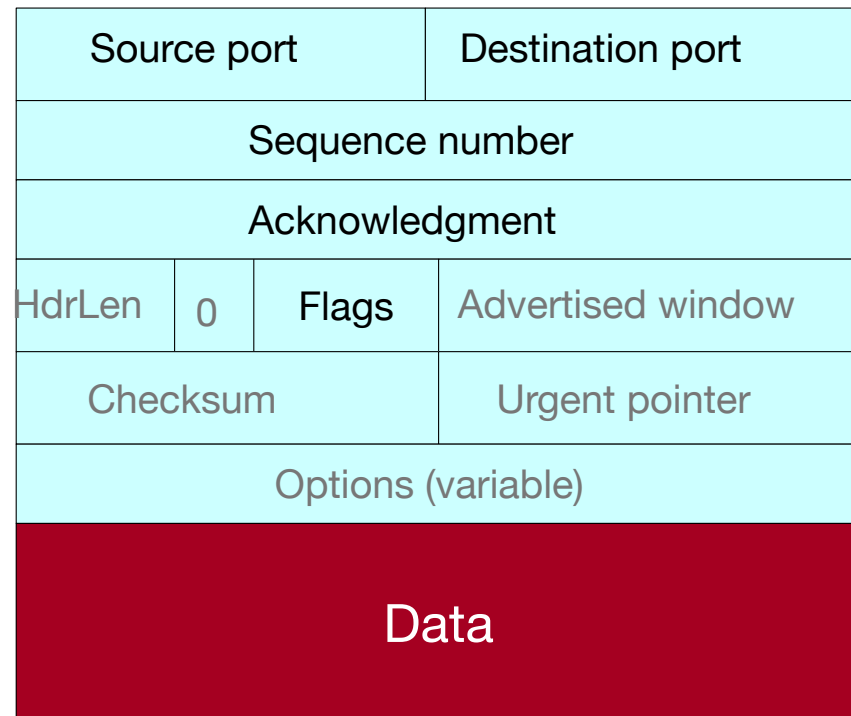 Source port Destination port
Sequence number
Acknowledgment
HdrLen 0 Flags Advertised window
Checksum Urgent pointer
Options (variable)
Data